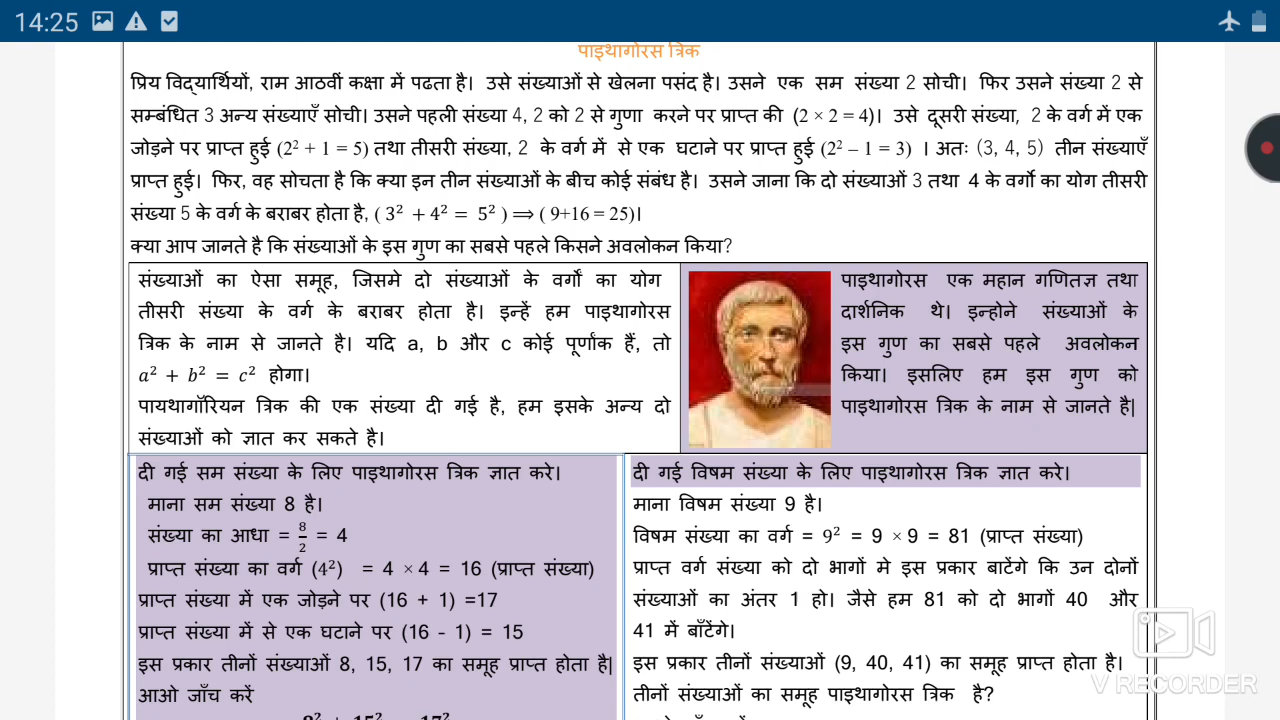 14:25
पाइथागोरस त्रिक
प्रिय विद्यार्थियों, राम आठवीं कक्षा में पढता है। उसे संख्याओं से खेलना पसंद है। उसने एक सम संख्या 2 सोची। फिर उसने संख्या 2 से
सम्बंधित 3 अन्य संख्याएँ सोची। उसने पहली संख्या 4, 2 को 2 से गुणा करने पर प्राप्त की (2 × 2 = 4)। उसे दूसरी संख्या, 2 के वर्ग में एक
जोड़ने पर प्राप्त हुई (2² + 1 = 5) तथा तीसरी संख्या, 2 के वर्ग में से एक घटाने पर प्राप्त हुई (2² – 1 = 3) । अतः (3, 4, 5) तीन संख्याएँ
प्राप्त हुई। फिर, वह सोचता है कि क्या इन तीन संख्याओं के बीच कोई संबंध है। उसने जाना कि दो संख्याओं 3 तथा 4 के वर्गो का योग तीसरी
संख्या 5 के वर्ग के बराबर होता है, ( 3² + 4² = 5² ) ⟹ ( 9+16 = 25)।
क्या आप जानते है कि संख्याओं के इस गुण का सबसे पहले किसने अवलोकन किया?
संख्याओं का ऐसा समूह, जिसमे दो संख्याओं के वर्गों का योग
तीसरी संख्या के वर्ग के बराबर होता है। इन्हें हम पाइथागोरस
त्रिक के नाम से जानते है। यदि a, b और c कोई पूर्णांक हैं, तो
a² + b² = c² होगा।
पायथागॉरियन त्रिक की एक संख्या दी गई है, हम इसके अन्य दो
संख्याओं को ज्ञात कर सकते है।
पाइथागोरस एक महान गणितज्ञ तथा
दार्शनिक थे। इन्होने संख्याओं के
इस गुण का सबसे पहले अवलोकन
किया। इसलिए हम इस गुण को
पाइथागोरस त्रिक के नाम से जानते है|
दी गई सम संख्या के लिए पाइथागोरस त्रिक ज्ञात करे।
माना सम संख्या 8 है।
संख्या का आधा = 8/2 = 4
प्राप्त संख्या का वर्ग (4²) = 4 × 4 = 16 (प्राप्त संख्या)
प्राप्त संख्या में एक जोड़ने पर (16 + 1) =17
प्राप्त संख्या में से एक घटाने पर (16 - 1) = 15
इस प्रकार तीनों संख्याओं 8, 15, 17 का समूह प्राप्त होता है|
आओ जाँच करें
8² + 15² = 17²
दी गई विषम संख्या के लिए पाइथागोरस त्रिक ज्ञात करे।
माना विषम संख्या 9 है।
विषम संख्या का वर्ग = 9² = 9 × 9 = 81 (प्राप्त संख्या)
प्राप्त वर्ग संख्या को दो भागों मे इस प्रकार बाटेंगे कि उन दोनों
संख्याओं का अंतर 1 हो। जैसे हम 81 को दो भागों 40 और
41 में बाँटेंगे।
इस प्रकार तीनों संख्याओं (9, 40, 41) का समूह प्राप्त होता है।
तीनों संख्याओं का समूह पाइथागोरस त्रिक है?
V RECORDER